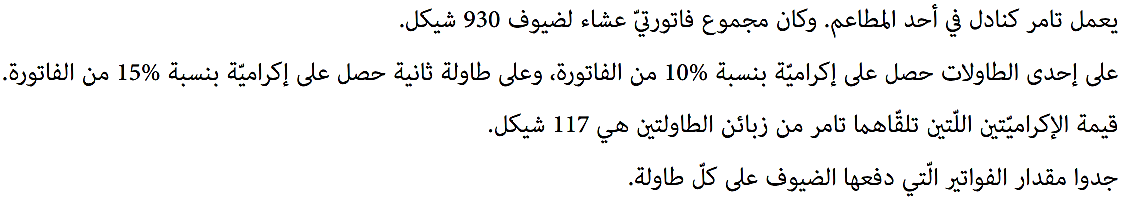 يعمل تامر كنادل في أحد المطاعم. وكان مجموع فاتورتيّ عشاء لضيوف 930 شيكل.
على إحدى الطاولات حصل على إكراميّة بنسبة 10% من الفاتورة، وعلى طاولة ثانية حصل على إكراميّة بنسبة 15% من الفاتورة.
قيمة الإكراميّتين اللّتين تلقّاهما تامر من زبائن الطاولتين هي 117 شيكل.
جدوا مقدار الفواتير الّتي دفعها الضيوف على كلّ طاولة.